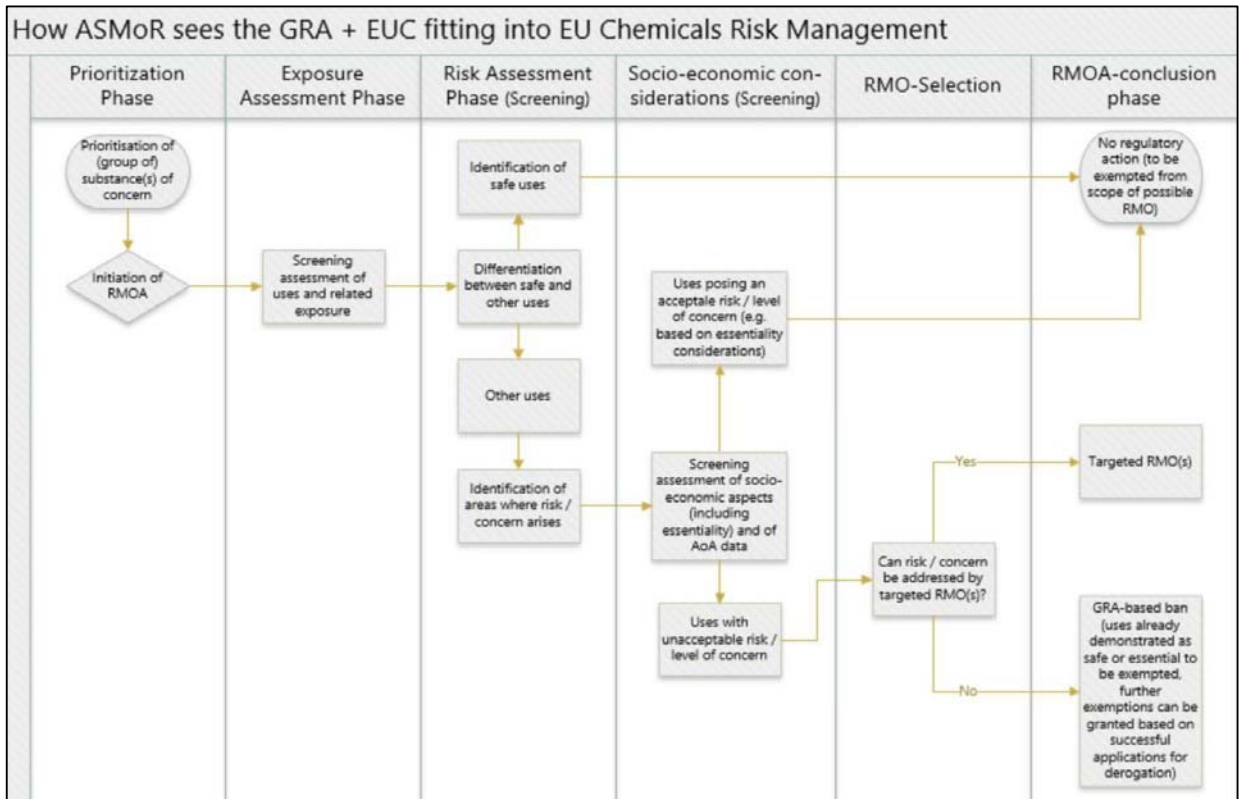 How ASMoR sees the GRA + EUC fitting into EU Chemicals Risk Management
Prioritization
Phase
Exposure
Assessment Phase
Risk Assessment
Phase (Screening)
Socio-economic con-
siderations (Screening)
RMO-Selection
RMOA-conclusion
phase
Prioritisation of
(group of)
substance(s) of
concern
Initiation of
RMOA
Screening
assessment of
uses and related
exposure
Identification of
safe uses
Differentiation
between safe and
other uses
Other uses
Identification of
areas where risk /
concern arises
Uses posing an
acceptale risk / level
of concern (e.g.
based on essentiality
considerations)
Screening
assessment of socio-
economic aspects
(including
essentiality) and of
AoA data
Uses with
unacceptable risk /
level of concern
Can risk / concern
be addressed by
targeted RMO(s)?
Yes
No
No regulatory
action (to be
exempted from
scope of possible
RMO)
Targeted RMO(s)
GRA-based ban
(uses already
demonstrated as
safe or essential to
be exempted,
further
exemptions can be
granted based on
successful
applications for
derogation)